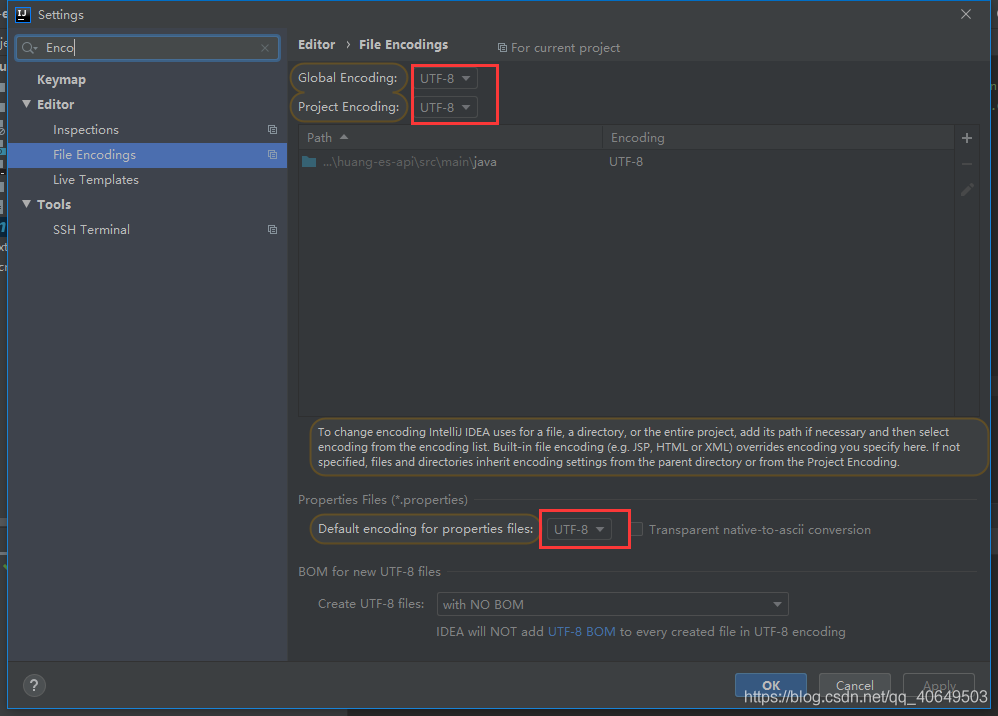 Settings
Enco
Editor › File Encodings
For current project
Keymap
Global Encoding: UTF-8
Editor
Project Encoding: UTF-8
Inspections
Path
Encoding
File Encodings
...\huang-es-api\src\main\java
UTF-8
Live Templates
Tools
SSH Terminal
To change encoding IntelliJ IDEA uses for a file, a directory, or the entire project, add its path if necessary and then select
encoding from the encoding list. Built-in file encoding (e.g. JSP, HTML or XML) overrides encoding you specify here. If not
specified, files and directories inherit encoding settings from the parent directory or from the Project Encoding.
Properties Files (*.properties)
Default encoding for properties files: UTF-8
Transparent native-to-ascii conversion
BOM for new UTF-8 files
Create UTF-8 files: with NO BOM
IDEA will NOT add UTF-8 BOM to every created file in UTF-8 encoding
?
OK
Cancel
Apply
https://blog.csdn.net/qq_40649503